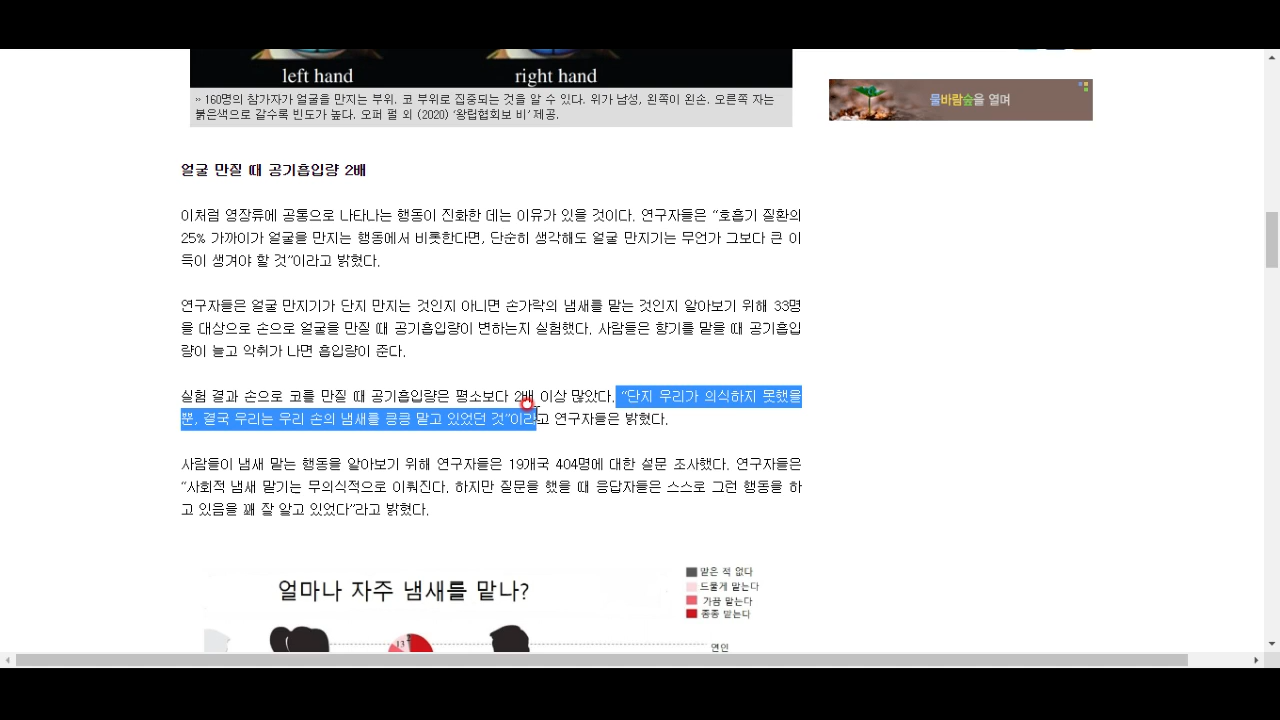 left hand
right hand
» 160명의 참가자가 얼굴을 만지는 부위. 코 부위로 집중되는 것을 알 수 있다. 위가 남성, 왼쪽이 왼손. 오른쪽 자는
붉은색으로 갈수록 빈도가 높다. 오퍼 펄 외 (2020) ‘왕립협회보 비’ 제공.
물바람숲을 열며
얼굴 만질 때 공기흡입량 2배
이처럼 영장류에 공통으로 나타나는 행동이 진화한 데는 이유가 있을 것이다. 연구자들은 “호흡기 질환의
25% 가까이가 얼굴을 만지는 행동에서 비롯한다면, 단순히 생각해도 얼굴 만지기는 무언가 그보다 큰 이
득이 생겨야 할 것”이라고 밝혔다.
연구자들은 얼굴 만지기가 단지 만지는 것인지 아니면 손가락의 냄새를 맡는 것인지 알아보기 위해 33명
을 대상으로 손으로 얼굴을 만질 때 공기흡입량이 변하는지 실험했다. 사람들은 향기를 맡을 때 공기흡입
량이 늘고 악취가 나면 흡입량이 준다.
실험 결과 손으로 코를 만질 때 공기흡입량은 평소보다 2배 이상 많았다. “단지 우리가 의식하지 못했을
뿐, 결국 우리는 우리 손의 냄새를 킁킁 맡고 있었던 것”이라고 연구자들은 밝혔다.
사람들이 냄새 맡는 행동을 알아보기 위해 연구자들은 19개국 404명에 대한 설문 조사했다. 연구자들은
“사회적 냄새 맡기는 무의식적으로 이뤄진다. 하지만 질문을 했을 때 응답자들은 스스로 그런 행동을 하
고 있음을 꽤 잘 알고 있었다”라고 밝혔다.
얼마나 자주 냄새를 맡나?
맡은 적 없다
드물게 맡는다
가끔 맡는다
종종 맡는다
13
2
연인